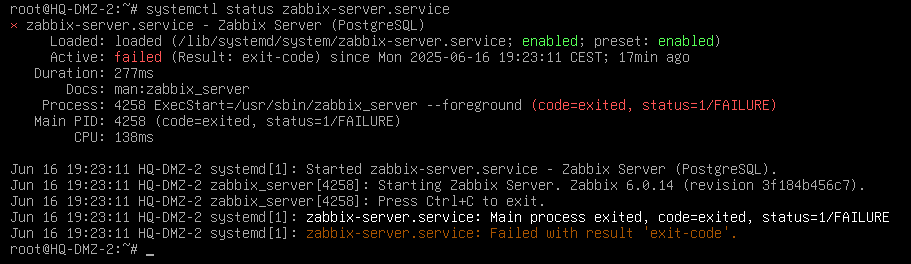 root@HQ-DMZ-2:~# systemctl status zabbix-server.service
× zabbix-server.service - Zabbix Server (PostgreSQL)
     Loaded: loaded (/lib/systemd/system/zabbix-server.service; enabled; preset: enabled)
     Active: failed (Result: exit-code) since Mon 2025-06-16 19:23:11 CEST; 17min ago
   Duration: 277ms
       Docs: man:zabbix_server
    Process: 4258 ExecStart=/usr/sbin/zabbix_server --foreground (code=exited, status=1/FAILURE)
   Main PID: 4258 (code=exited, status=1/FAILURE)
        CPU: 138ms

Jun 16 19:23:11 HQ-DMZ-2 systemd[1]: Started zabbix-server.service - Zabbix Server (PostgreSQL).
Jun 16 19:23:11 HQ-DMZ-2 zabbix_server[4258]: Starting Zabbix Server. Zabbix 6.0.14 (revision 3f184b456c7).
Jun 16 19:23:11 HQ-DMZ-2 zabbix_server[4258]: Press Ctrl+C to exit.
Jun 16 19:23:11 HQ-DMZ-2 systemd[1]: zabbix-server.service: Main process exited, code=exited, status=1/FAILURE
Jun 16 19:23:11 HQ-DMZ-2 systemd[1]: zabbix-server.service: Failed with result 'exit-code'.
root@HQ-DMZ-2:~# _